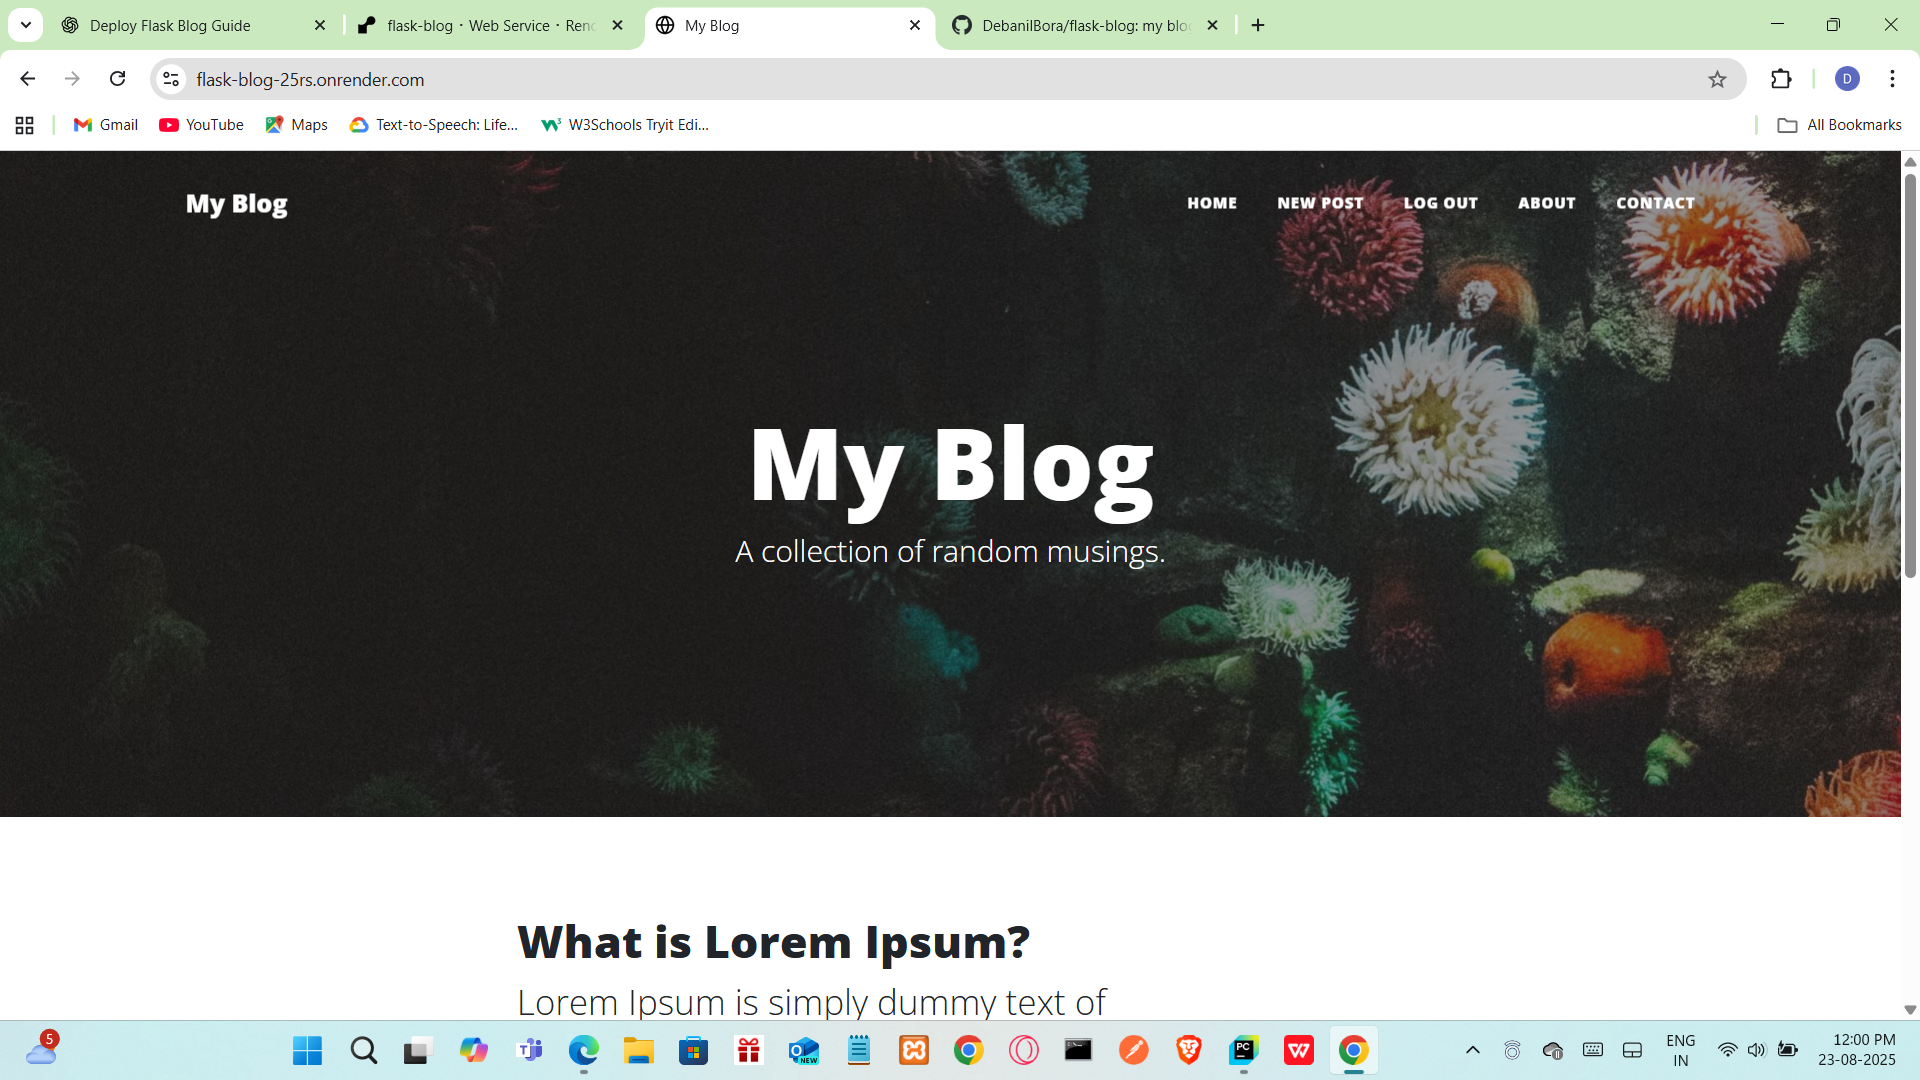 Deploy Flask Blog Guide
flask-blog · Web Service · Ren
My Blog
DebanilBora/flask-blog: my blo
flask-blog-25rs.onrender.com
D
Gmail
YouTube
Maps
Text-to-Speech: Life...
W3Schools Tryit Edi...
All Bookmarks
My Blog
HOME
NEW POST
LOG OUT
ABOUT
CONTACT
My Blog
A collection of random musings.
What is Lorem Ipsum?
Lorem Ipsum is simply dummy text of
5
NEW
PC
ENG
IN
12:00 PM
23-08-2025